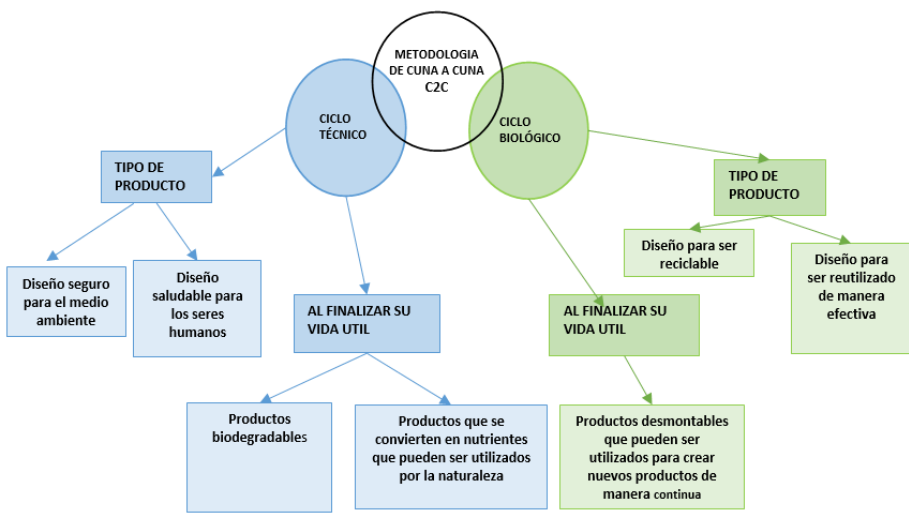 METODOLOGIA
DE CUNA A CUNA
C2C
CICLO
TÉCNICO
CICLO
BIOLÓGICO
TIPO DE
PRODUCTO
TIPO DE
PRODUCTO
Diseño seguro
para el medio
ambiente
Diseño
saludable para
los seres
humanos
Diseño para ser
reciclable
Diseño para
ser reutilizado
de manera
efectiva
AL FINALIZAR SU
VIDA UTIL
AL FINALIZAR SU
VIDA UTIL
Productos
biodegradables
Productos que se
convierten en nutrientes
que pueden ser utilizados
por la naturaleza
Productos desmontables
que pueden ser
utilizados para crear
nuevos productos de
manera continua